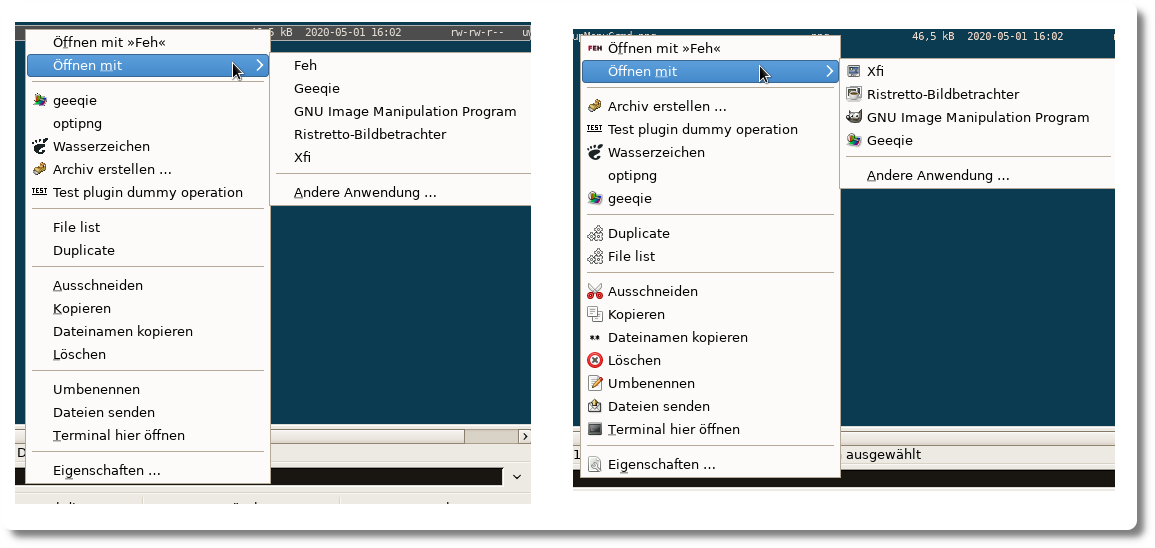 5 kB 2020-05-01 16:02 rw-rw-r--
Öffnen mit »Feh«
Öffnen mit
Feh
Geeqie
GNU Image Manipulation Program
Ristretto-Bildbetrachter
Xfi
Andere Anwendung ...
geeqie
optipng
Wasserzeichen
Archiv erstellen ...
TEST Test plugin dummy operation
File list
Duplicate
Ausschneiden
Kopieren
Dateinamen kopieren
Löschen
Umbenennen
Dateien senden
Terminal hier öffnen
Eigenschaften ...
46,5 kB 2020-05-01 16:02
FEH Öffnen mit »Feh«
Öffnen mit
Xfi
Ristretto-Bildbetrachter
GNU Image Manipulation Program
Geeqie
Andere Anwendung ...
Archiv erstellen ...
TEST Test plugin dummy operation
Wasserzeichen
optipng
geeqie
Duplicate
File list
Ausschneiden
Kopieren
Dateinamen kopieren
Löschen
Umbenennen
Dateien senden
Terminal hier öffnen
Eigenschaften ...
ausgewählt